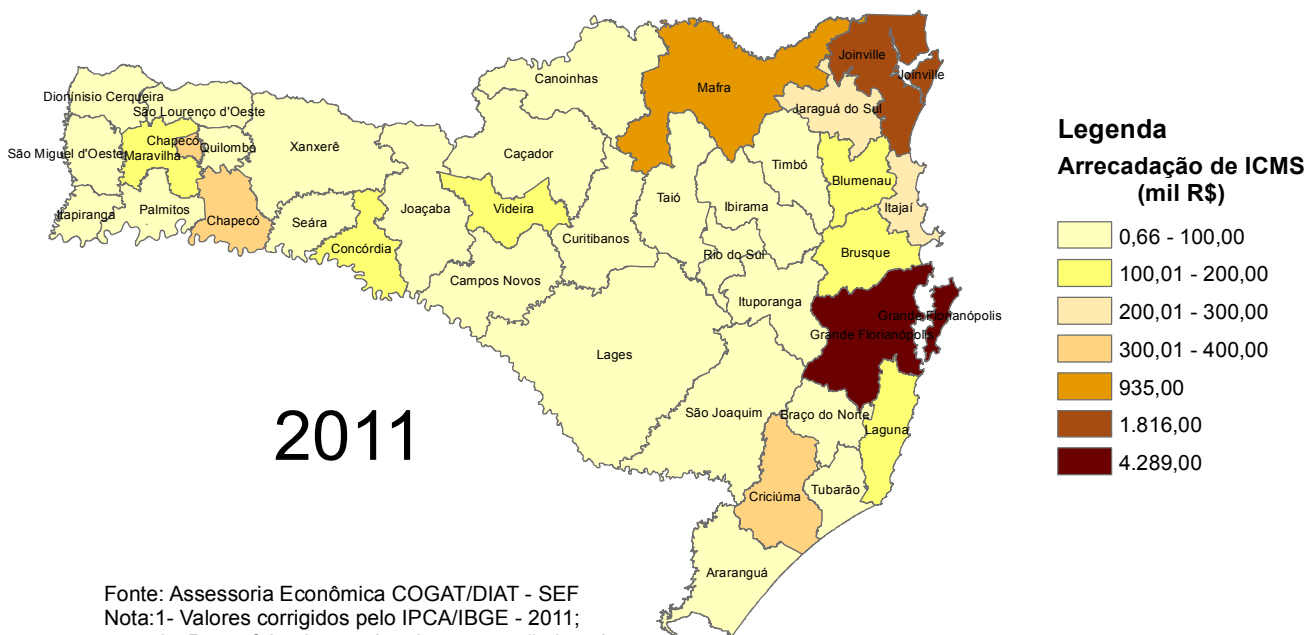 Joinville
Joinville
Canoinhas
Mafra
Dionínisio Cerqueira
São Lourenço d'Oeste
Jaraguá do Sul
Chapecó
Quilombo
Xanxerê
São Miguel d'Oeste
Maravilha
Caçador
Timbó
Blumenau
Taió
Ibirama
Itapiranga
Palmitos
Chapecó
Seára
Joaçaba
Videira
Itajaí
Concórdia
Curitibanos
Rio do Sul
Brusque
Campos Novos
Ituporanga
Grande Florianópolis
Grande Florianópolis
Lages
São Joaquim
Braço do Norte
Laguna
Criciúma
Tubarão
Araranguá
2011
Legenda
Arrecadação de ICMS
(mil R$)
0,66 - 100,00
100,01 - 200,00
200,01 - 300,00
300,01 - 400,00
935,00
1.816,00
4.289,00
Fonte: Assessoria Econômica COGAT/DIAT - SEF
Nota:1- Valores corrigidos pelo IPCA/IBGE - 2011;